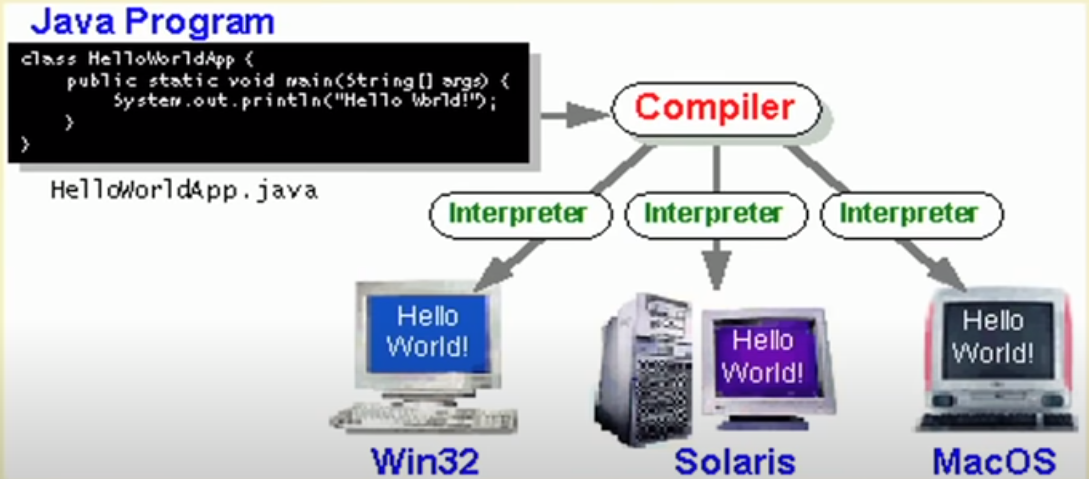 Java Program
class HelloWorldApp {
public static void main(String[] args) {
System.out.println("Hello World!");
}
}
HelloWorldApp.java
Compiler
Interpreter
Interpreter
Interpreter
Hello
World!
Hello
World!
Hello
World!
Win32
Solaris
MacOS